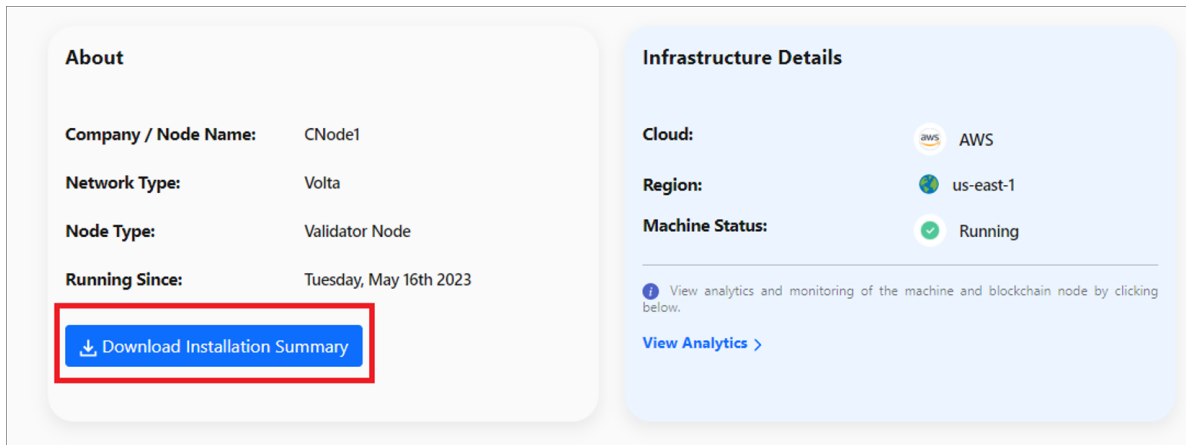 About
Company / Node Name: CNode1
Network Type: Volta
Node Type: Validator Node
Running Since: Tuesday, May 16th 2023
Download Installation Summary
Infrastructure Details
Cloud: aws AWS
Region: us-east-1
Machine Status: Running
i View analytics and monitoring of the machine and blockchain node by clicking
below.
View Analytics >